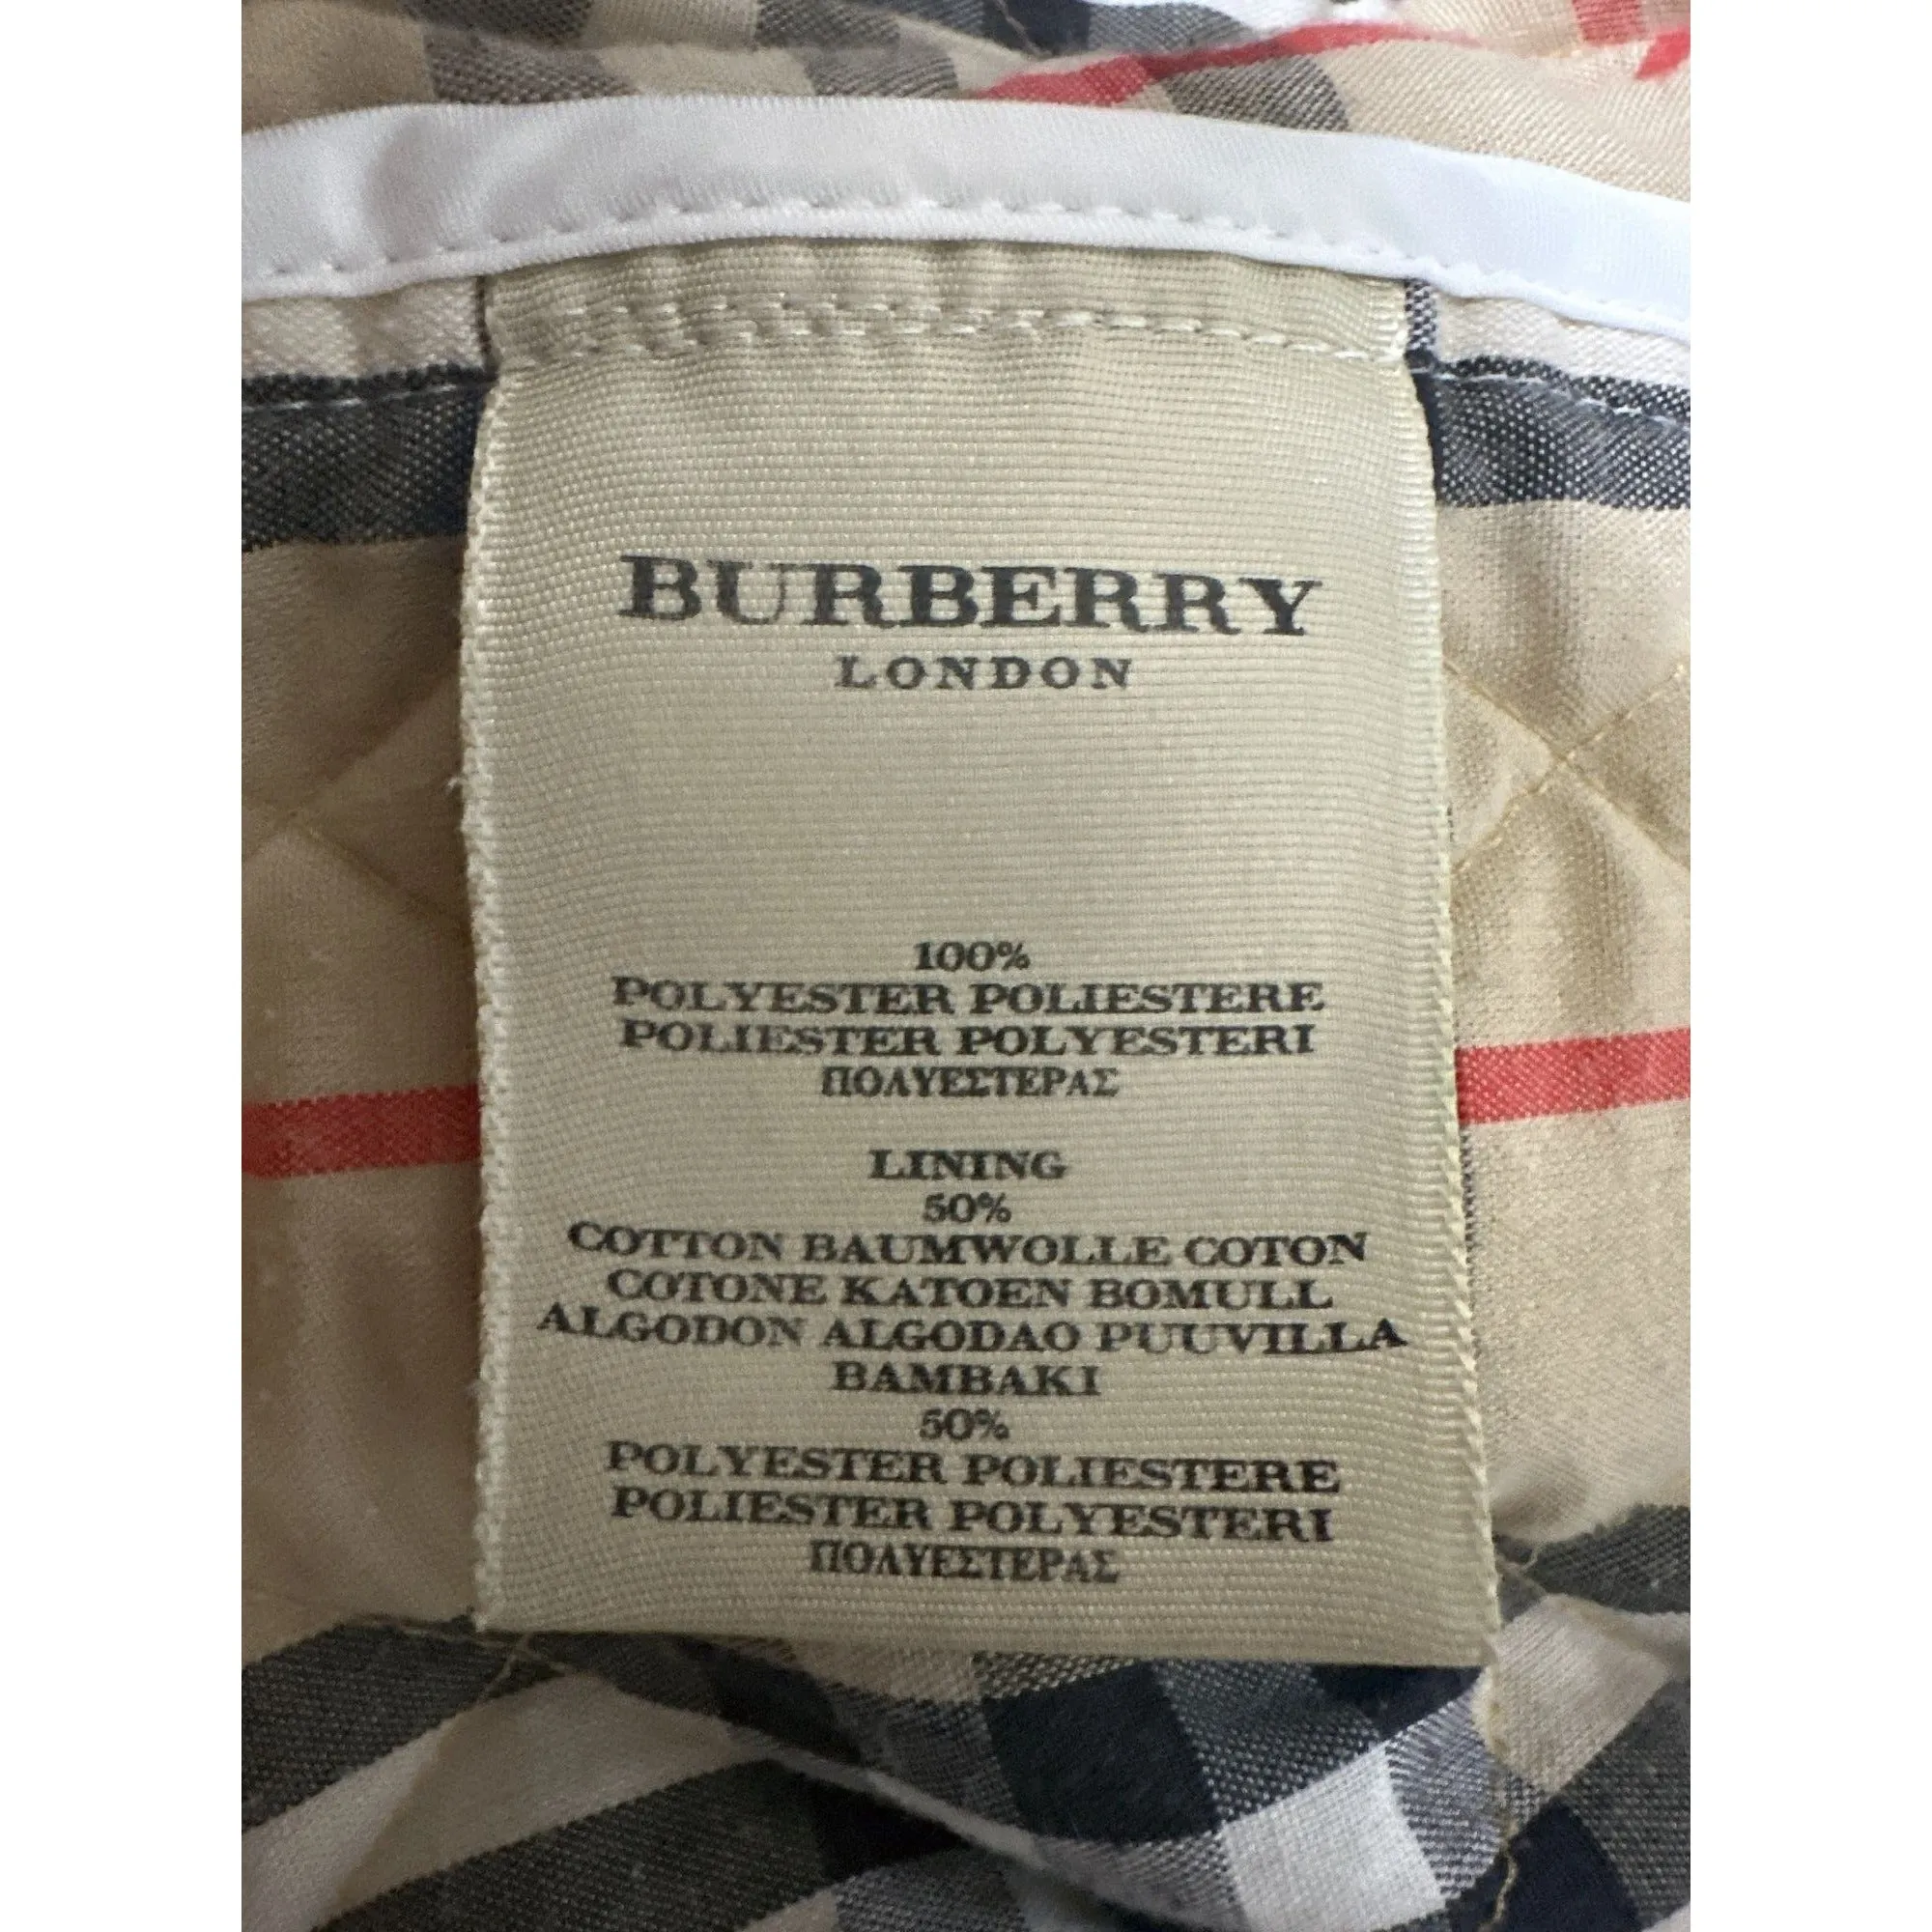 BURBERRY
LONDON
100%
POLYESTER POLIESTERE
POLIESTER POLYESTERI
ΠΟΛΥΕΣΤΕΡΑΣ
LINING
50%
COTTON BAUMWOLLE COTON
COTONE KATOEN BOMULL
ALGODON ALGODAO PUUVILLA
BAMBAKI
50%
POLYESTER POLIESTERE
POLIESTER POLYESTERI
ΠΟΛΥΕΣΤΕΡΑΣ